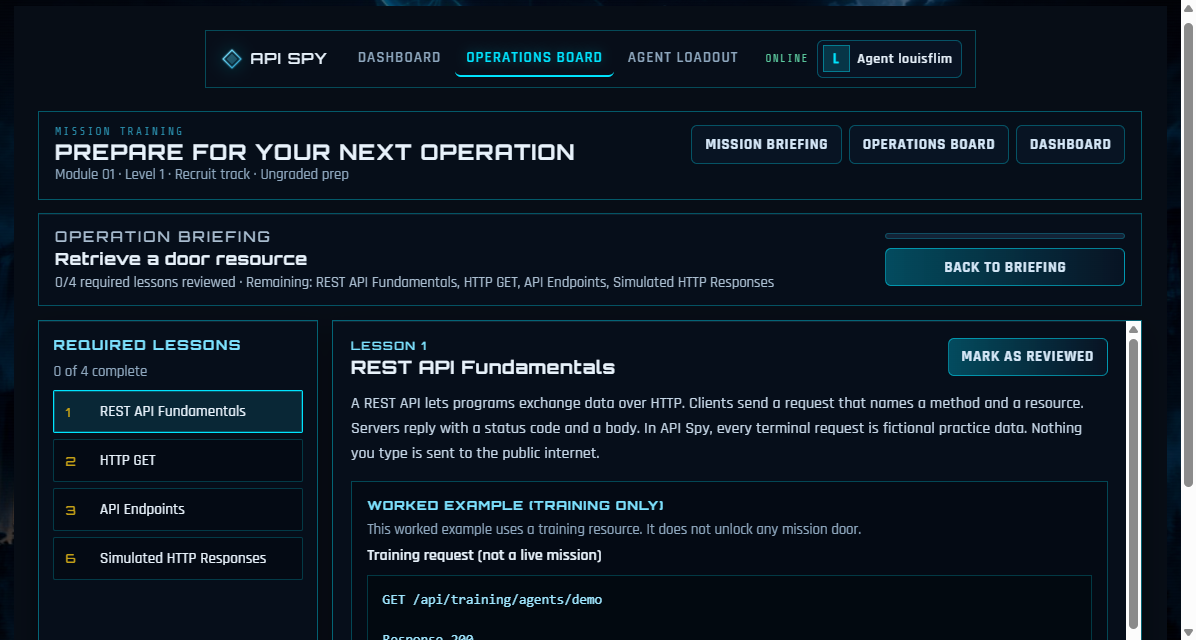 API SPY
DASHBOARD
OPERATIONS BOARD
AGENT LOADOUT
ONLINE
L
Agent louisflim
MISSION TRAINING
PREPARE FOR YOUR NEXT OPERATION
Module 01 · Level 1 · Recruit track · Ungraded prep
MISSION BRIEFING
OPERATIONS BOARD
DASHBOARD
OPERATION BRIEFING
Retrieve a door resource
0/4 required lessons reviewed · Remaining: REST API Fundamentals, HTTP GET, API Endpoints, Simulated HTTP Responses
BACK TO BRIEFING
REQUIRED LESSONS
0 of 4 complete
1 REST API Fundamentals
2 HTTP GET
3 API Endpoints
6 Simulated HTTP Responses
LESSON 1
REST API Fundamentals
MARK AS REVIEWED
A REST API lets programs exchange data over HTTP. Clients send a request that names a method and a resource.
Servers reply with a status code and a body. In API Spy, every terminal request is fictional practice data. Nothing
you type is sent to the public internet.
WORKED EXAMPLE (TRAINING ONLY)
This worked example uses a training resource. It does not unlock any mission door.
Training request (not a live mission)
GET /api/training/agents/demo
Response 200